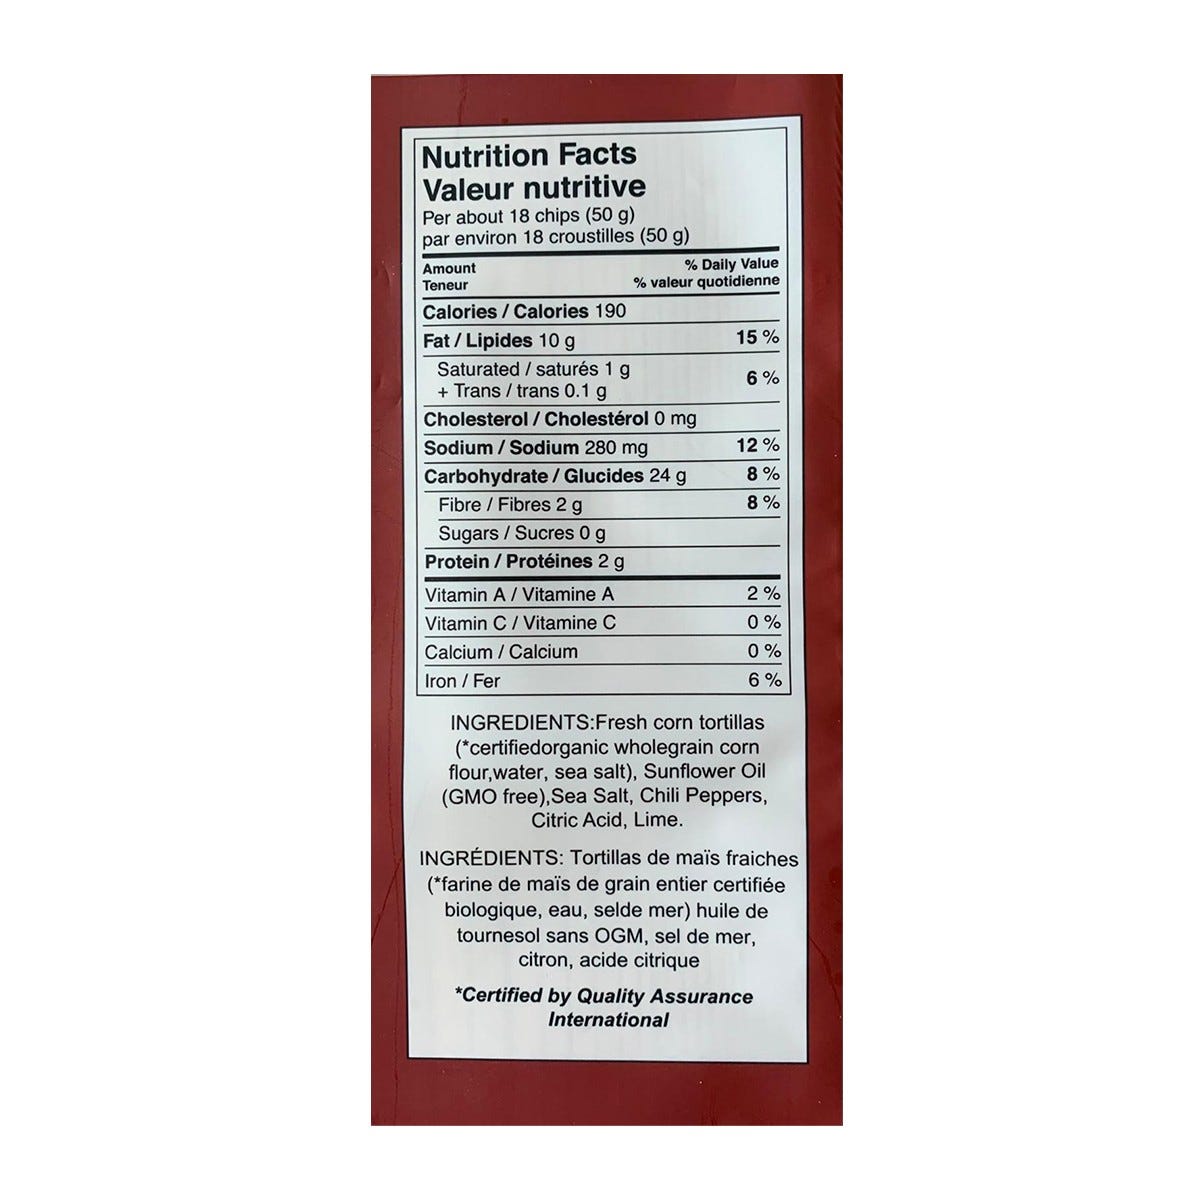 Nutrition Facts
Valeur nutritive
Per about 18 chips (50 g)
par environ 18 croustilles (50 g)
Amount % Daily Value
Teneur % valeur quotidienne
Calories / Calories 190
Fat / Lipides 10 g 15 %
Saturated / saturés 1 g
+ Trans / trans 0.1 g 6 %
Cholesterol / Cholestérol 0 mg
Sodium / Sodium 280 mg 12 %
Carbohydrate / Glucides 24 g 8 %
Fibre / Fibres 2 g 8 %
Sugars / Sucres 0 g
Protein / Protéines 2 g
Vitamin A / Vitamine A 2 %
Vitamin C / Vitamine C 0 %
Calcium / Calcium 0 %
Iron / Fer 6 %
INGREDIENTS:Fresh corn tortillas
(*certifiedorganic wholegrain corn
flour,water, sea salt), Sunflower Oil
(GMO free),Sea Salt, Chili Peppers,
Citric Acid, Lime.
INGRÉDIENTS: Tortillas de maïs fraiches
(*farine de maïs de grain entier certifiée
biologique, eau, selde mer) huile de
tournesol sans OGM, sel de mer,
citron, acide citrique
*Certified by Quality Assurance
International